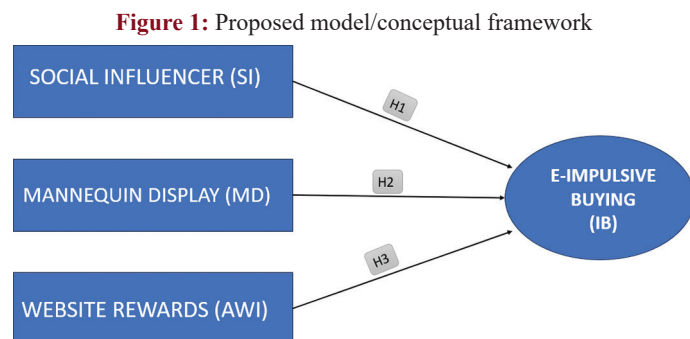 Figure 1: Proposed model/conceptual framework
SOCIAL INFLUENCER (SI)
H1
MANNEQUIN DISPLAY (MD)
H2
E-IMPULSIVE
BUYING
(IB)
H3
WEBSITE REWARDS (AWI)